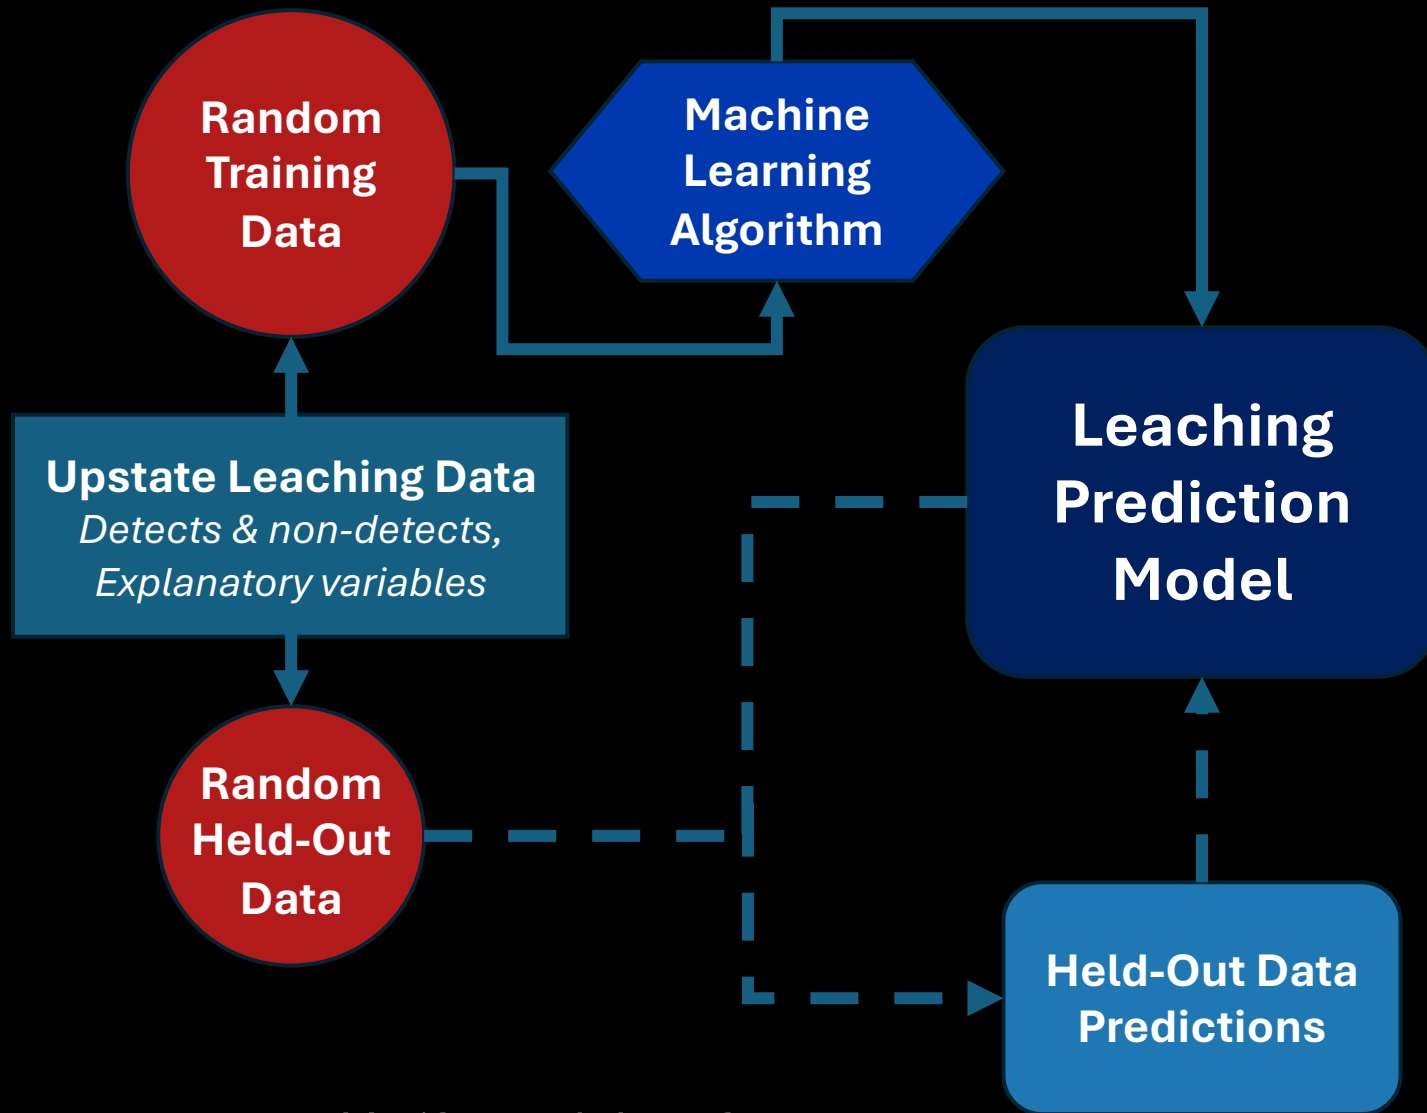 Random
Training
Data
Machine
Learning
Algorithm
Upstate Leaching Data
Detects & non-detects,
Explanatory variables
Leaching
Prediction
Model
Random
Held-Out
Data
Held-Out Data
Predictions